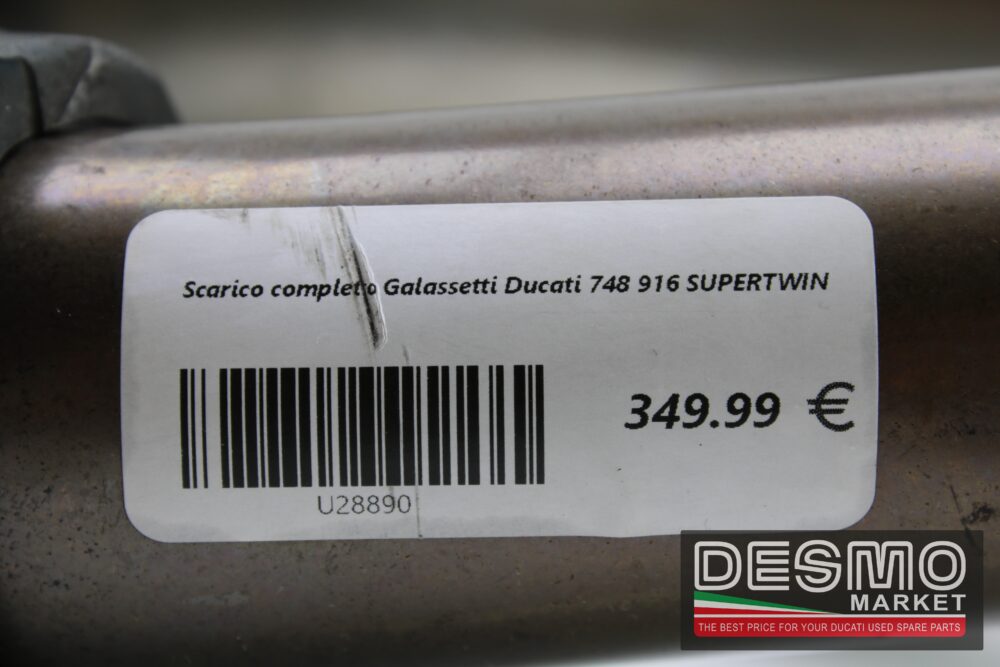 Scarico completo Galassetti Ducati 748 916 SUPERTWIN
349.99 €
U28890
DESMO
MARKET
THE BEST PRICE FOR YOUR DUCATI USED SPARE PARTS